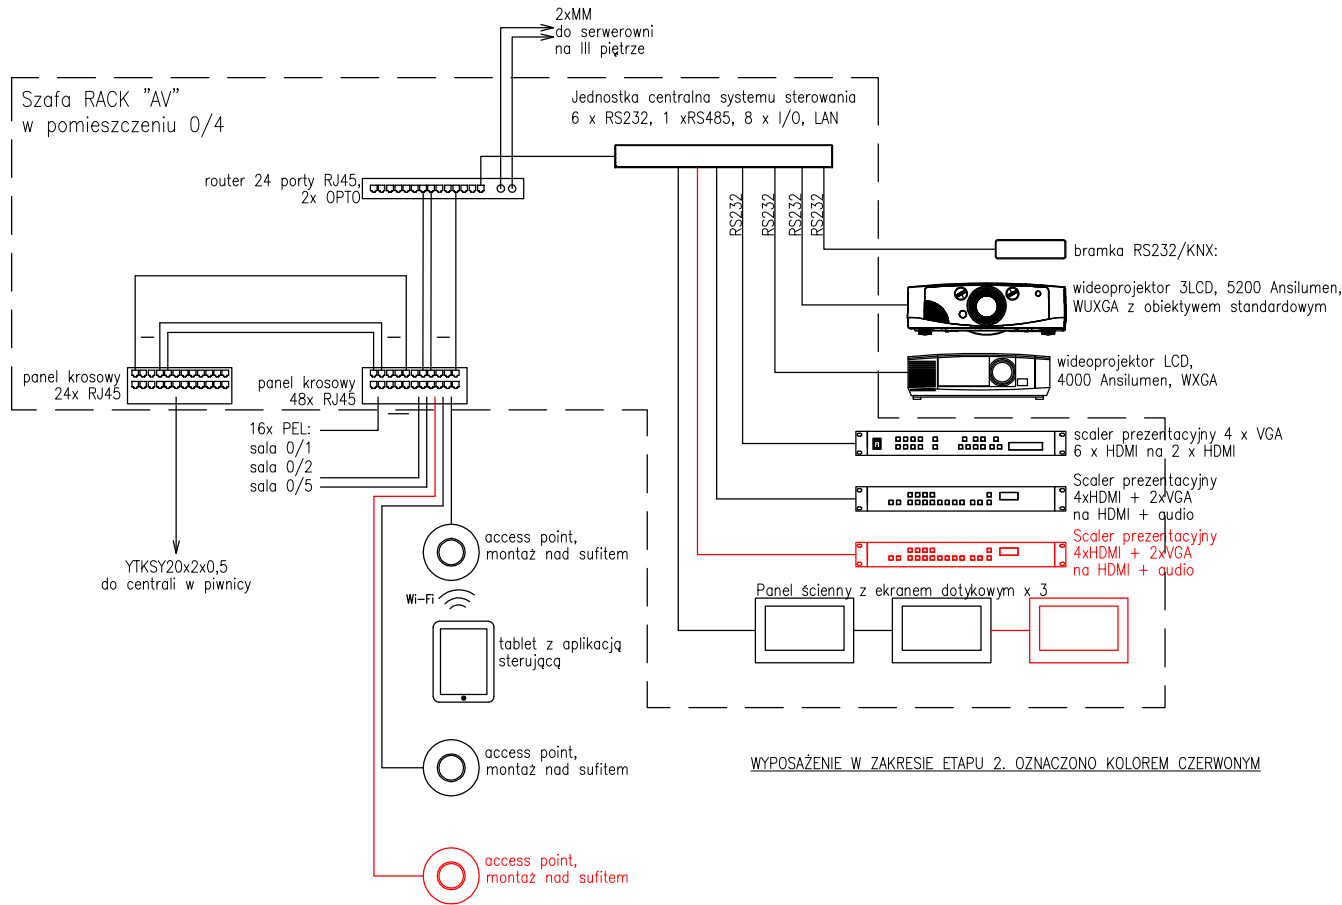 2xMM
do serwerowni
na III piętrze
Szafa RACK "AV"
w pomieszczeniu 0/4
Jednostka centralna systemu sterowania
6 x RS232, 1 xRS485, 8 x I/O, LAN
router 24 porty RJ45,
2x OPTO
RS232
RS232
RS232
RS232
bramka RS232/KNX:
wideoprojektor 3LCD, 5200 Ansilumen,
WUXGA z obiektywem standardowym
wideoprojektor LCD,
4000 Ansilumen, WXGA
panel krosowy
24x RJ45
panel krosowy
48x RJ45
16x PEL:
sala 0/1
sala 0/2
sala 0/5
scaler prezentacyjny 4 x VGA
6 x HDMI na 2 x HDMI
Scaler prezentacyjny
4xHDMI + 2xVGA
na HDMI + audio
Scaler prezentacyjny
4xHDMI + 2xVGA
na HDMI + audio
access point,
montaż nad sufitem
YTKSY20x2x0,5
do centrali w piwnicy
Wi-Fi
Panel ścienny z ekranem dotykowym x 3
tablet z aplikacją
sterującą
access point,
montaż nad sufitem
WYPOSAŻENIE W ZAKRESIE ETAPU 2. OZNACZONO KOLOREM CZERWONYM
access point,
montaż nad sufitem